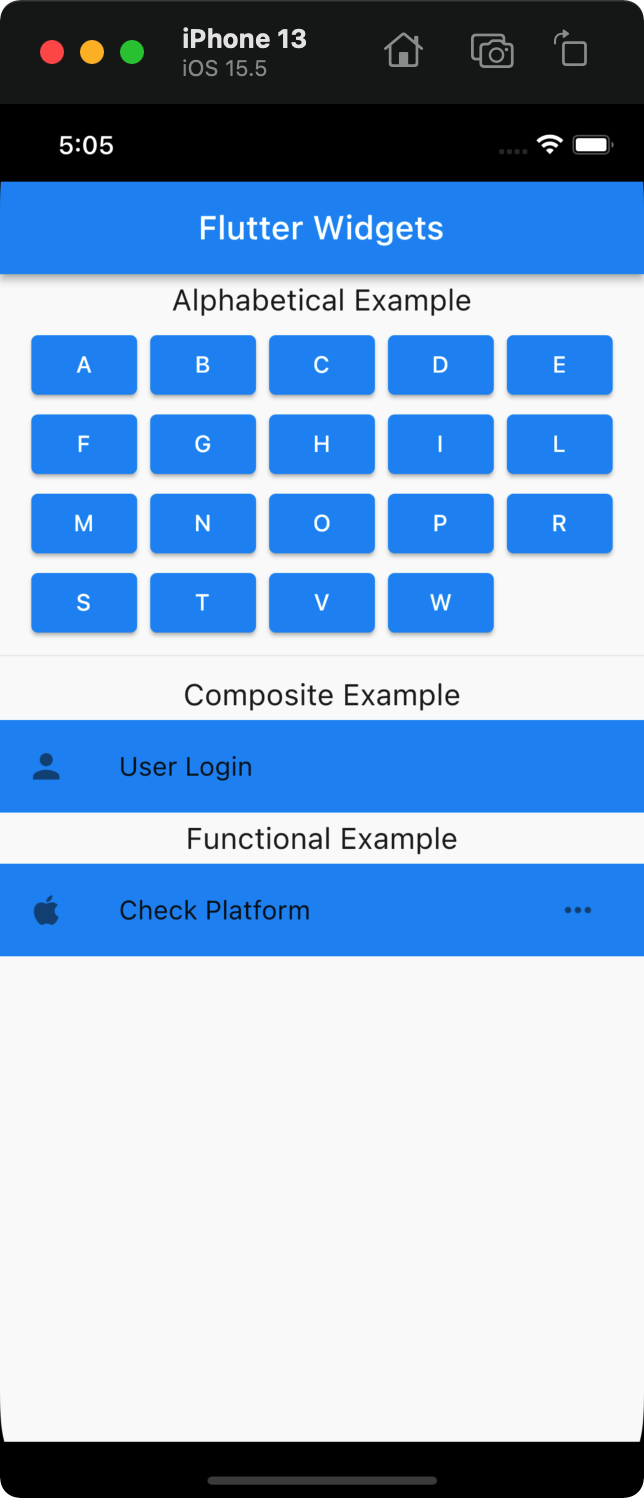 iPhone 13
iOS 15.5
5:05
Flutter Widgets
Alphabetical Example
A B C D E
F G H I L
M N O P R
S T V W
Composite Example
User Login
Functional Example
Check Platform